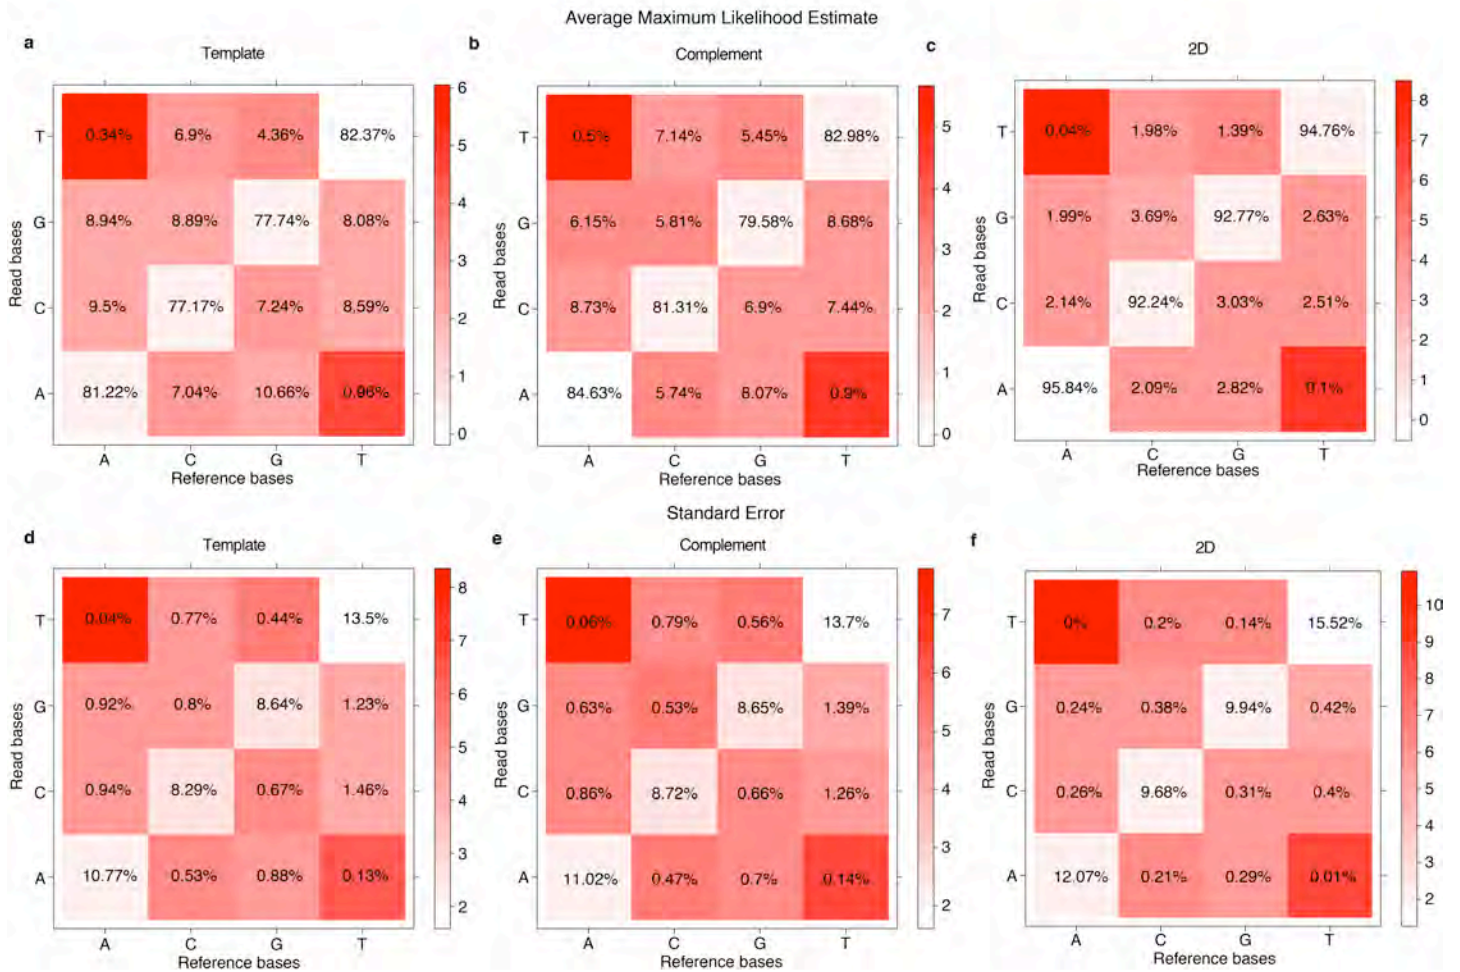 Average Maximum Likelihood Estimate
a
Template
6
5
4
3
2
1
0
T
G
C
A
Read bases
0.34% 6.9% 4.36% 82.37%
8.94% 8.89% 77.74% 8.08%
9.5% 77.17% 7.24% 8.59%
81.22% 7.04% 10.66% 0.96%
A C G T
Reference bases
b
Complement
5
4
3
2
1
0
T
G
C
A
Read bases
0.5% 7.14% 5.45% 82.98%
6.15% 5.81% 79.58% 8.68%
8.73% 81.31% 6.9% 7.44%
84.63% 5.74% 8.07% 0.9%
A C G T
Reference bases
c
2D
8
7
6
5
4
3
2
1
0
T
G
C
A
Read bases
0.04% 1.98% 1.39% 94.76%
1.99% 3.69% 92.77% 2.63%
2.14% 92.24% 3.03% 2.51%
95.84% 2.09% 2.82% 0.1%
A C G T
Reference bases
Standard Error
d
Template
8
7
6
5
4
3
2
T
G
C
A
Read bases
0.04% 0.77% 0.44% 13.5%
0.92% 0.8% 8.64% 1.23%
0.94% 8.29% 0.67% 1.46%
10.77% 0.53% 0.88% 0.13%
A C G T
Reference bases
e
Complement
7
6
5
4
3
2
T
G
C
A
Read bases
0.06% 0.79% 0.56% 13.7%
0.63% 0.53% 8.65% 1.39%
0.86% 8.72% 0.66% 1.26%
11.02% 0.47% 0.7% 0.14%
A C G T
Reference bases
f
2D
10
9
8
7
6
5
4
3
2
T
G
C
A
Read bases
0% 0.2% 0.14% 15.52%
0.24% 0.38% 9.94% 0.42%
0.26% 9.68% 0.31% 0.4%
12.07% 0.21% 0.29% 0.01%
A C G T
Reference bases